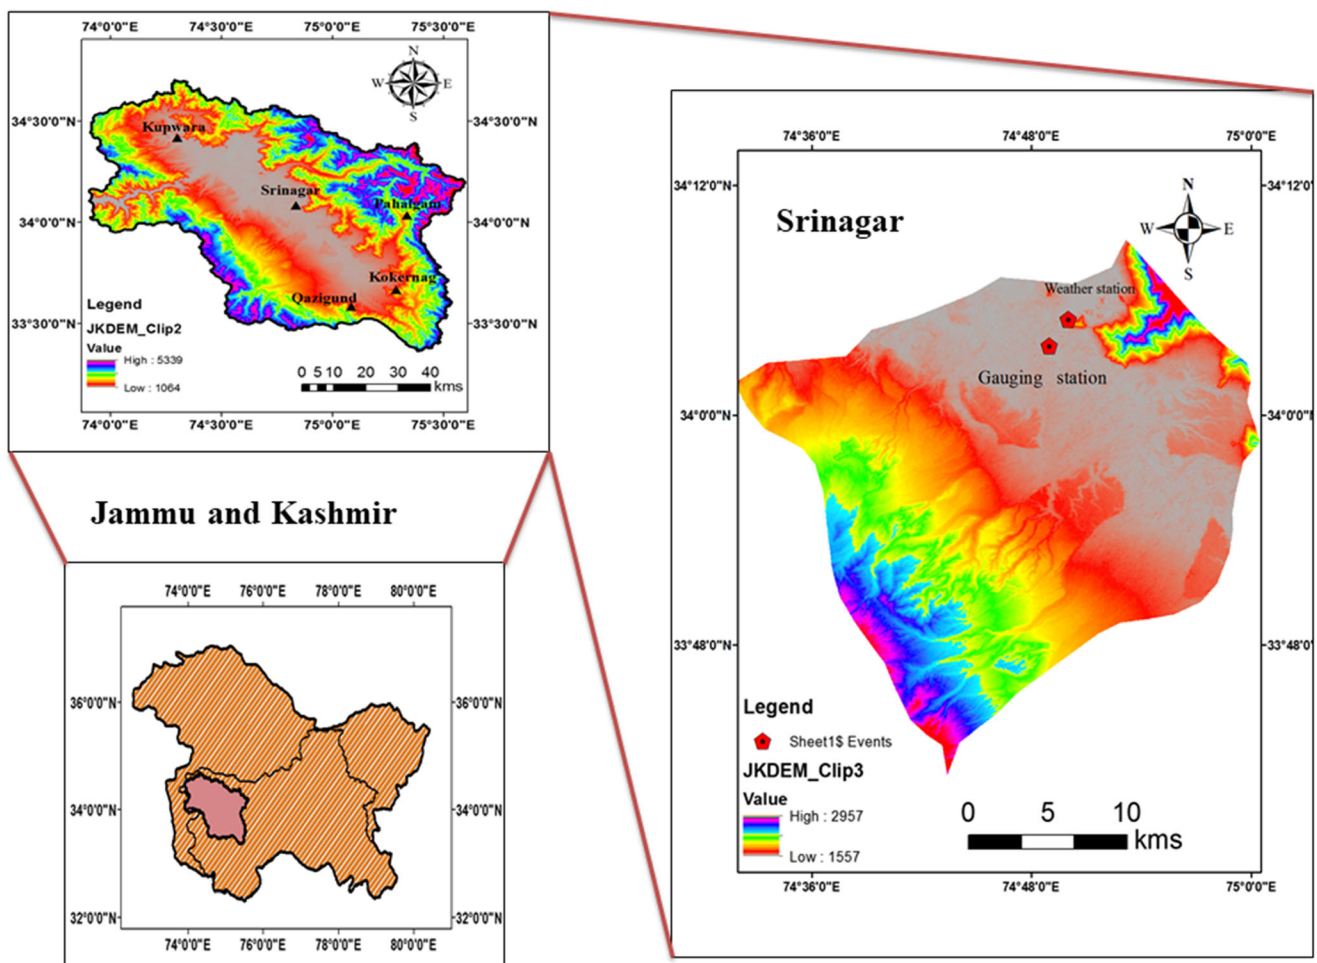 74°0'0"E 74°30'0"E 75°0'0"E 75°30'0"E
N
W E
S
34°30'0"N 34°30'0"N
Kupwara
Srinagar
Pahalgam
34°0'0"N 34°0'0"N
Kokernag
Qazigund
Legend
JKDEM_Clip2
33°30'0"N 33°30'0"N
Value
High : 5339
Low : 1064
0 5 10 20 30 40
kms
74°0'0"E 74°30'0"E 75°0'0"E 75°30'0"E
Jammu and Kashmir
74°0'0"E 76°0'0"E 78°0'0"E 80°0'0"E
36°0'0"N 36°0'0"N
34°0'0"N 34°0'0"N
32°0'0"N 32°0'0"N
74°0'0"E 76°0'0"E 78°0'0"E 80°0'0"E
74°36'0"E 74°48'0"E 75°0'0"E
34°12'0"N 34°12'0"N
Srinagar
N
W E
S
Weather station
Gauging station
34°0'0"N 34°0'0"N
33°48'0"N 33°48'0"N
Legend
Sheet1$ Events
JKDEM_Clip3
Value
High : 2957
Low : 1557
0 5 10
kms
74°36'0"E 74°48'0"E 75°0'0"E